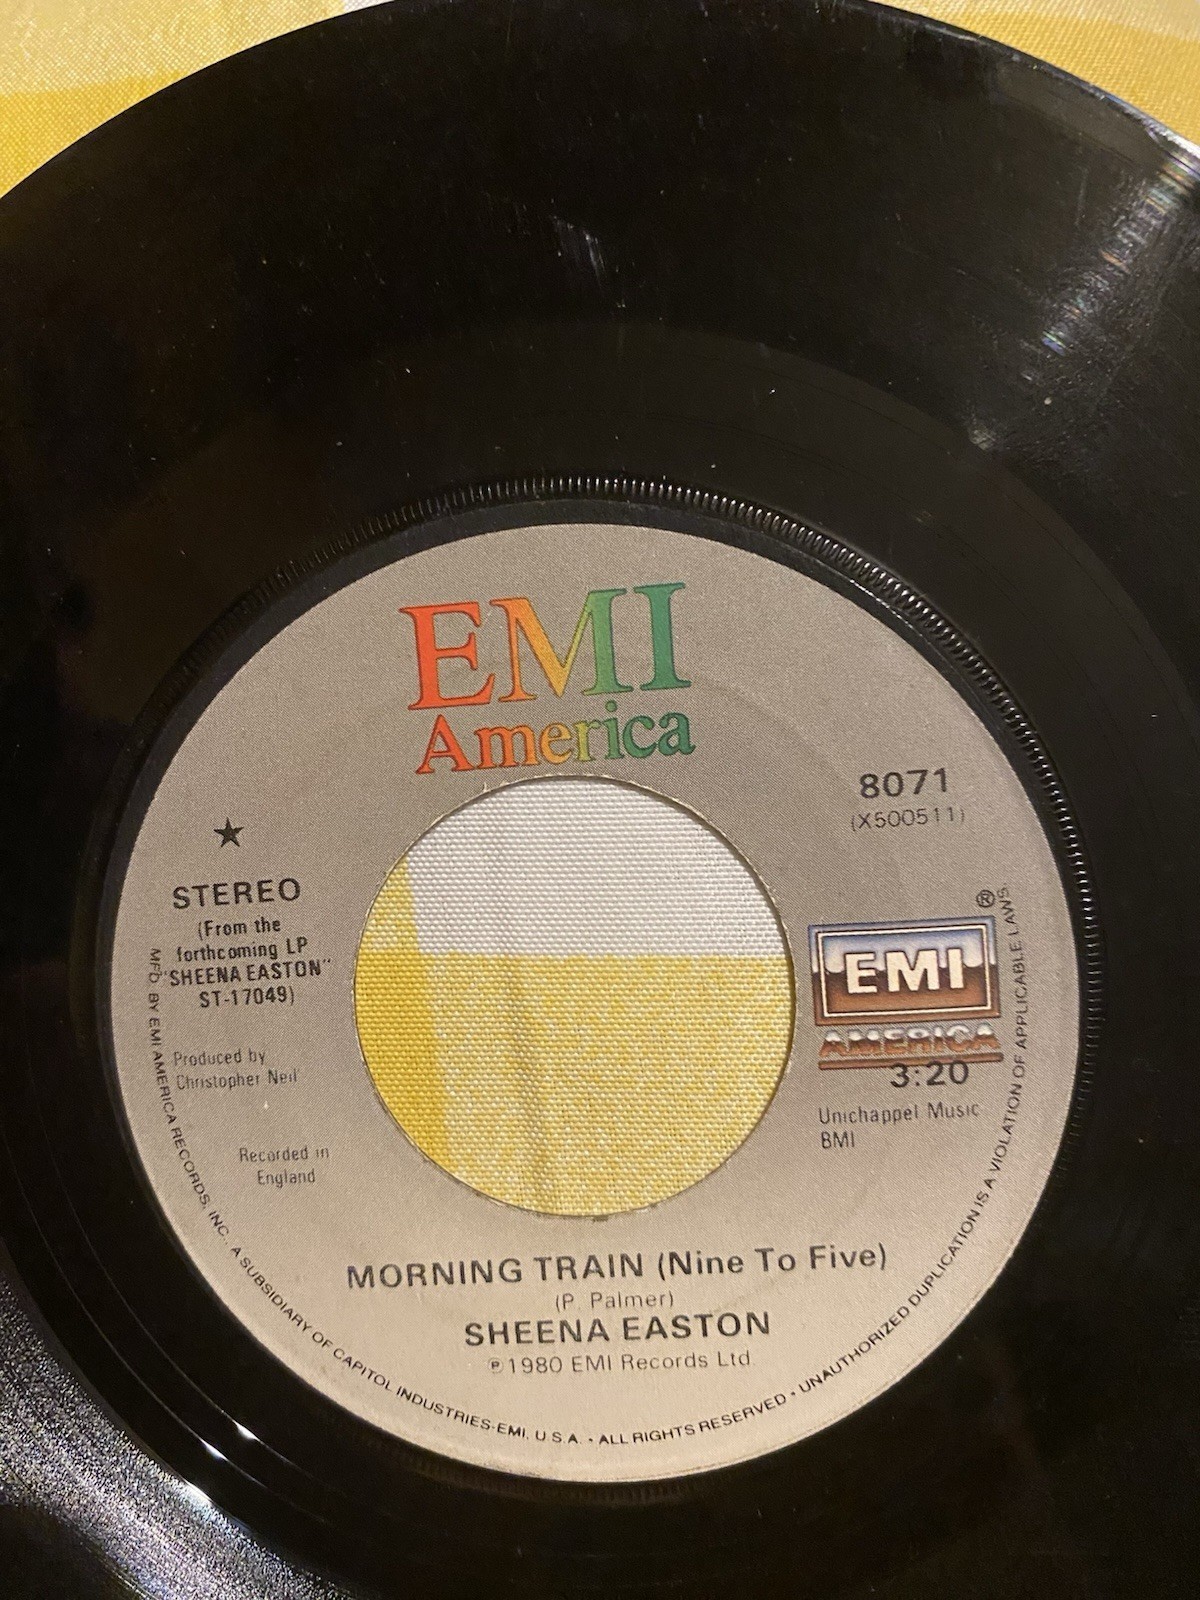 EMI
America
8071
(X500511)
★
STEREO
(From the
forthcoming LP
"SHEENA EASTON"
ST-17049)
Produced by
Christopher Neil
Recorded in
England
®
EMI
AMERICA
3:20
Unichappel Music
BMI
MORNING TRAIN (Nine To Five)
(P. Palmer)
SHEENA EASTON
℗1980 EMI Records Ltd.
MFD. BY EMI AMERICA RECORDS, INC., A SUBSIDIARY OF CAPITOL INDUSTRIES-EMI, U.S.A. • ALL RIGHTS RESERVED • UNAUTHORIZED DUPLICATION IS A VIOLATION OF APPLICABLE LAWS.